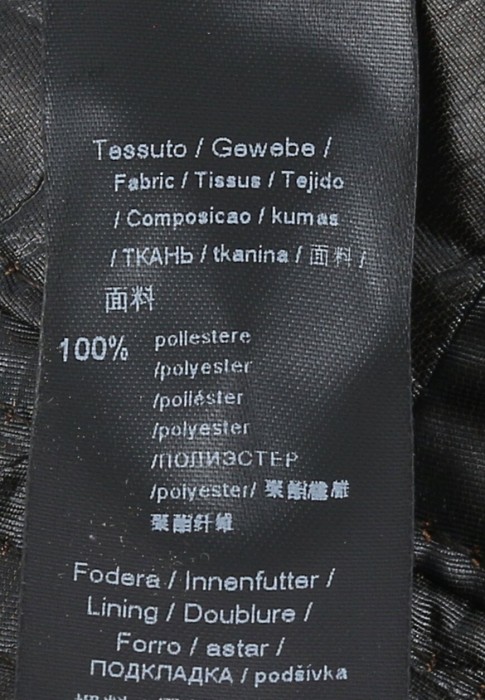 Tessuto / Gewebe /
Fabric / Tissus / Tejido
/ Composicao / kumas
/ ТКАНЬ / tkanina / 面料 /
面料
100% poliestere
/polyester
/poliéster
/polyester
/ПОЛИЭСТЕР
/polyester/ 聚酯纖維
聚酯纤维
Fodera / Innenfutter /
Lining / Doublure /
Forro / astar /
ПОДКЛАДКА / podšívka